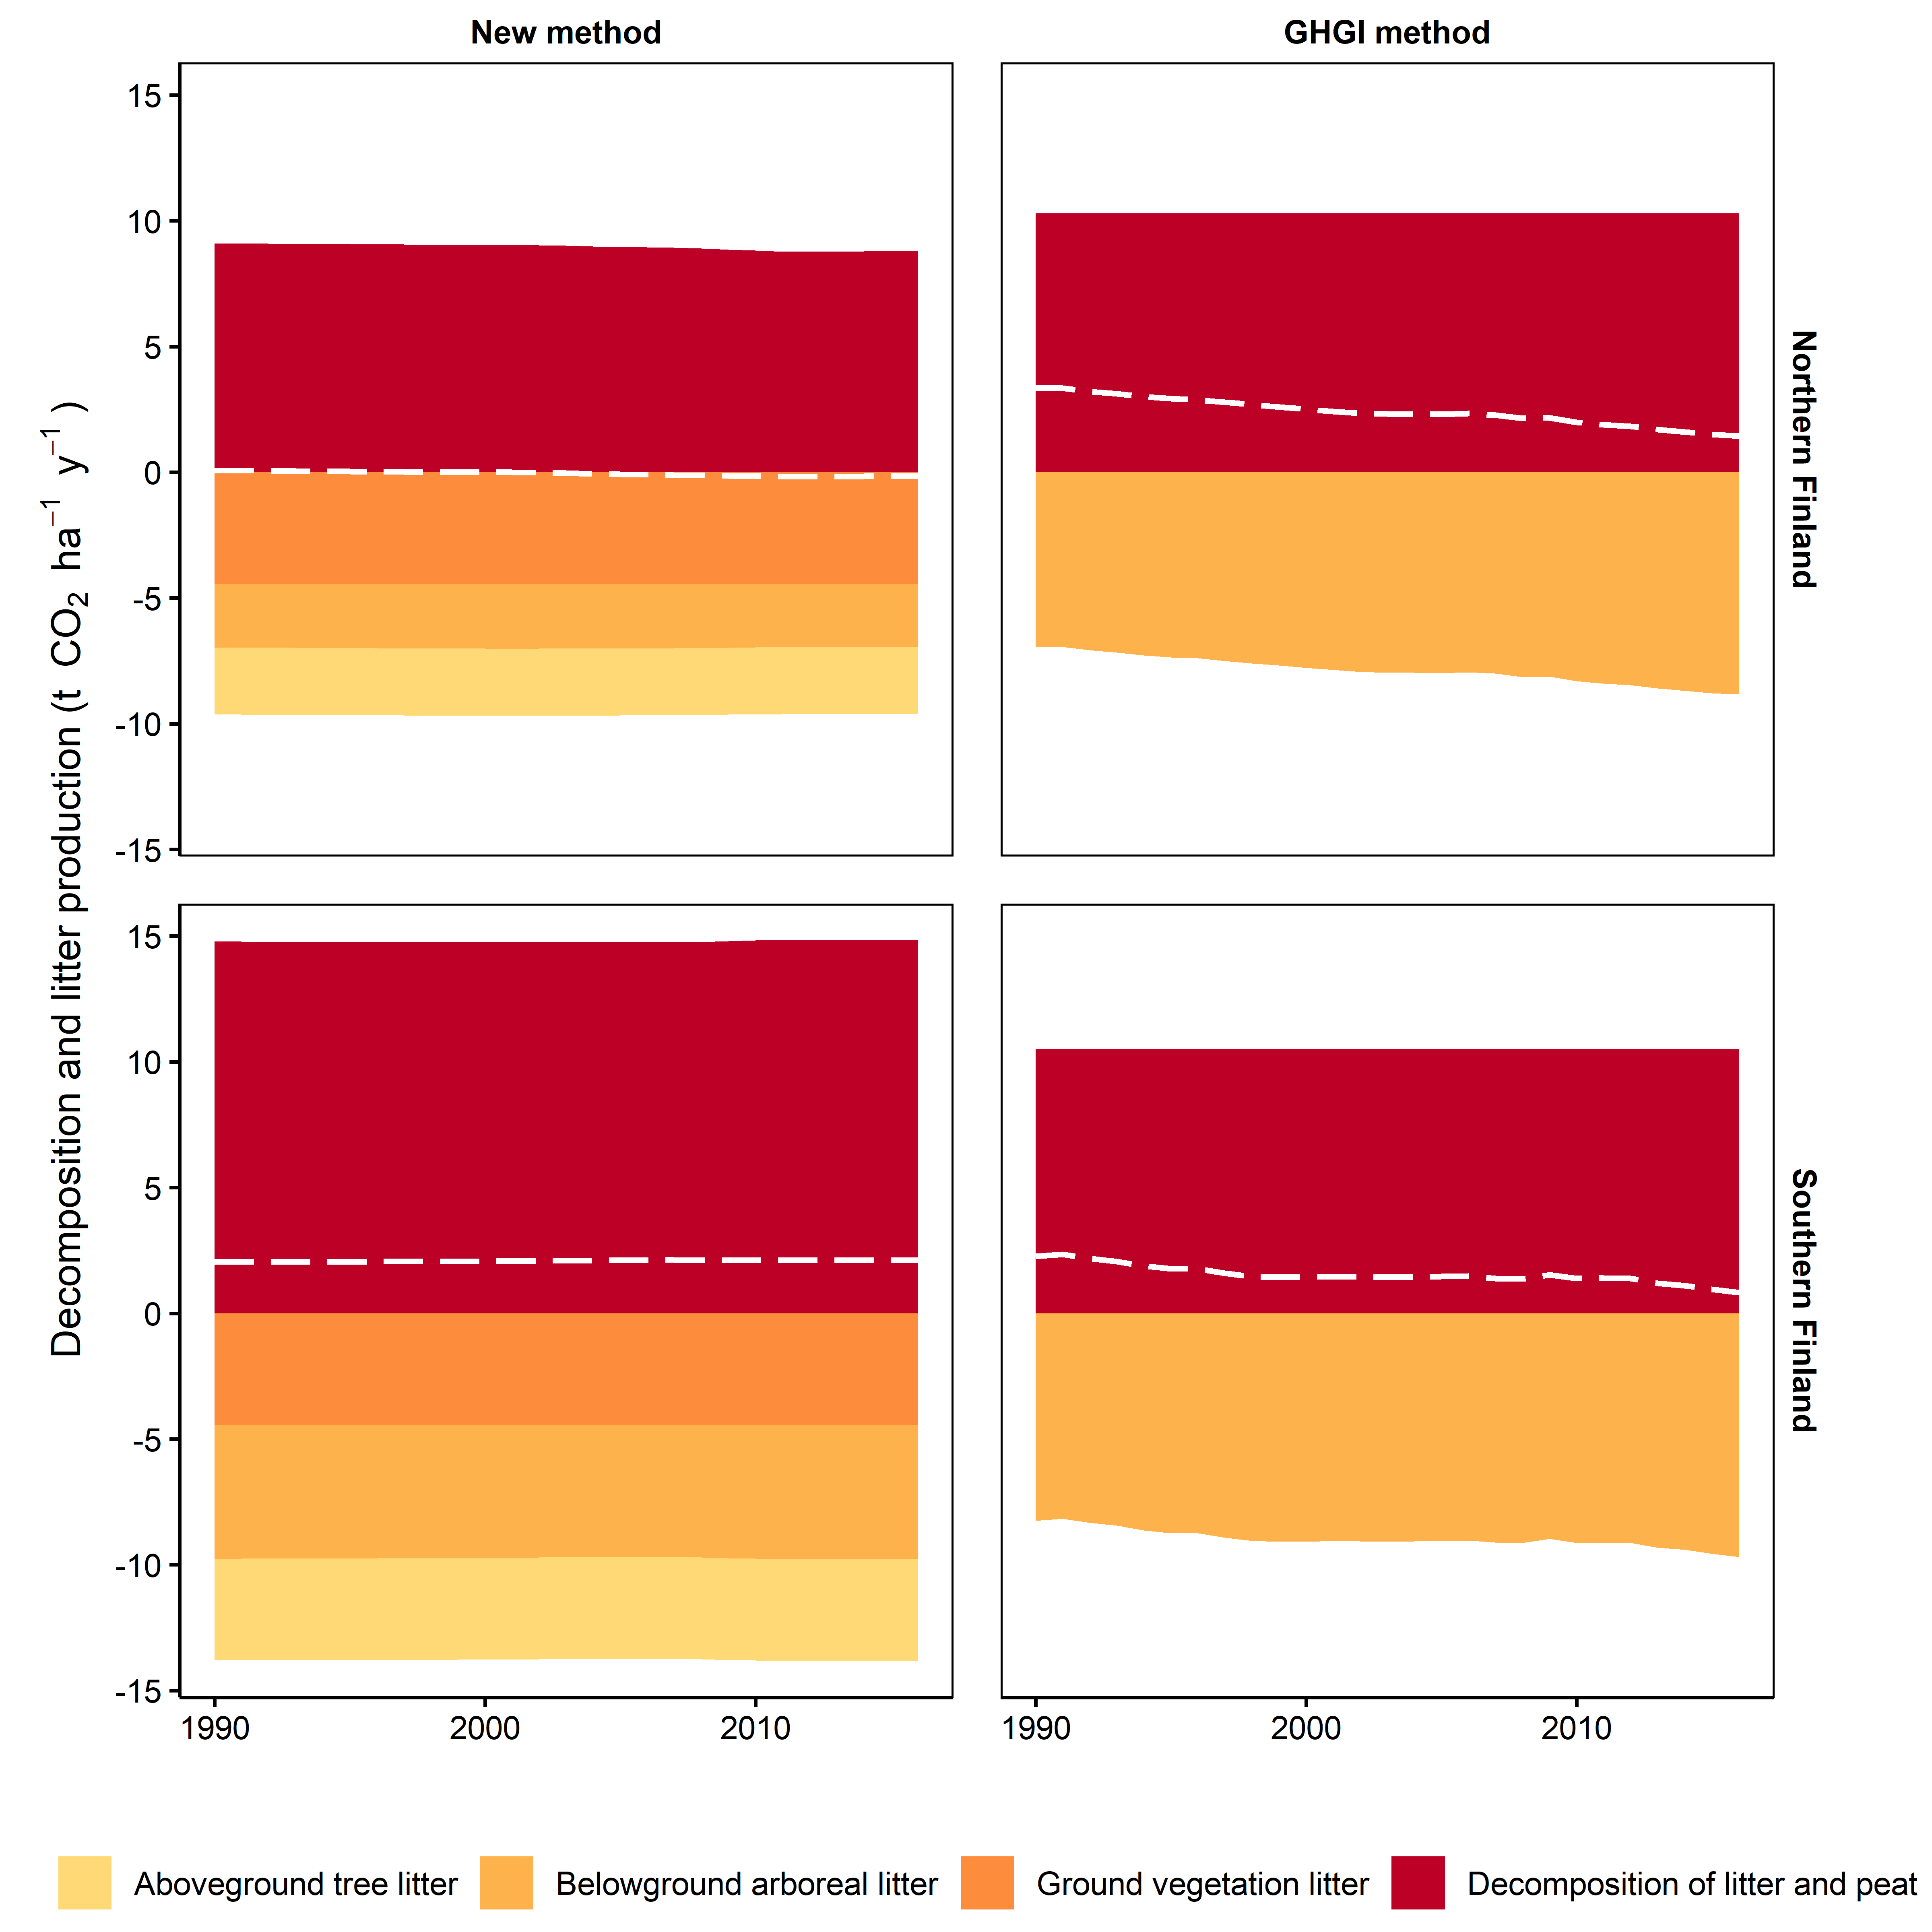 New method
GHGI method
15
10
5
0
-5
-10
-15
Northern Finland
Decomposition and litter production (t CO₂ ha⁻¹ y⁻¹)
15
10
5
0
-5
-10
-15
Southern Finland
1990
2000
2010
1990
2000
2010
Aboveground tree litter
Belowground arboreal litter
Ground vegetation litter
Decomposition of litter and peat